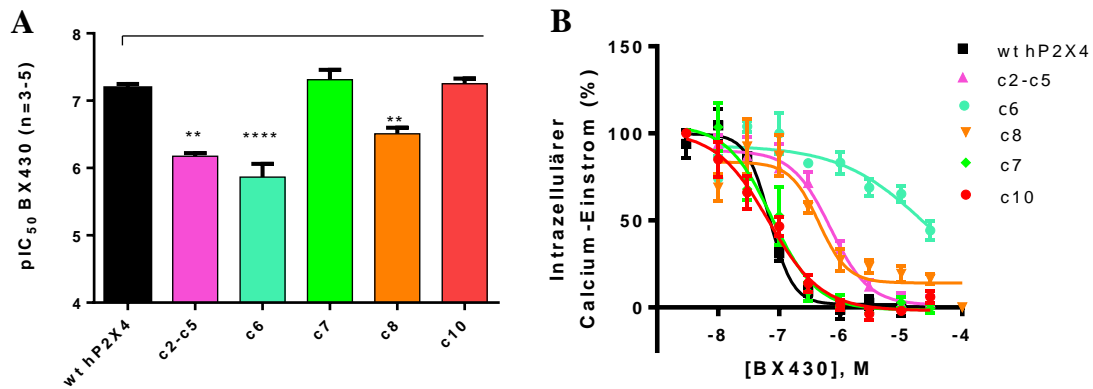 A
pIC50 BX430 (n=3-5)
8
7
6
5
4
**
****
**
wt hP2X4
c2-c5
c6
c7
c8
c10
B
Intrazellulärer
Calcium-Einstrom (%)
150
100
50
0
-8
-7
-6
-5
-4
[BX430], M
wt hP2X4
c2-c5
c6
c8
c7
c10